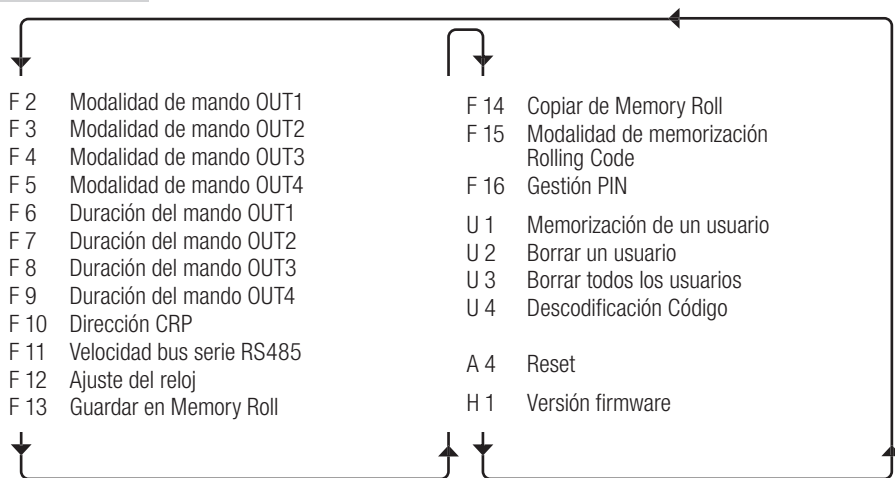 F 2 Modalidad de mando OUT1
F 3 Modalidad de mando OUT2
F 4 Modalidad de mando OUT3
F 5 Modalidad de mando OUT4
F 6 Duración del mando OUT1
F 7 Duración del mando OUT2
F 8 Duración del mando OUT3
F 9 Duración del mando OUT4
F 10 Dirección CRP
F 11 Velocidad bus serie RS485
F 12 Ajuste del reloj
F 13 Guardar en Memory Roll
F 14 Copiar de Memory Roll
F 15 Modalidad de memorización
Rolling Code
F 16 Gestión PIN
U 1 Memorización de un usuario
U 2 Borrar un usuario
U 3 Borrar todos los usuarios
U 4 Descodificación Código
A 4 Reset
H 1 Versión firmware